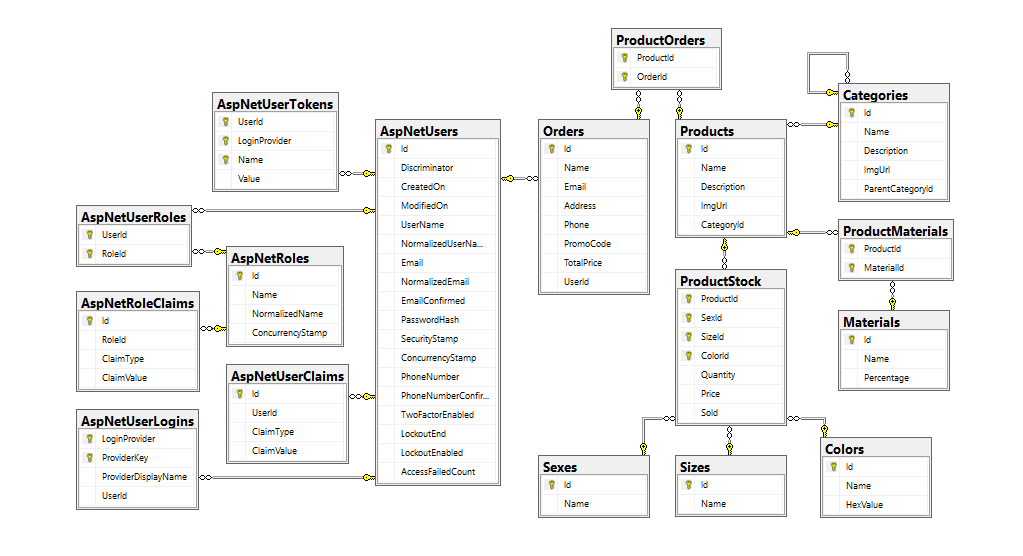 ProductOrders
ProductId
OrderId
Categories
Id
Name
Description
ImgUrl
ParentCategoryId
AspNetUserTokens
UserId
LoginProvider
Name
Value
AspNetUsers
Id
Discriminator
CreatedOn
ModifiedOn
UserName
NormalizedUserNa...
Email
NormalizedEmail
EmailConfirmed
PasswordHash
SecurityStamp
ConcurrencyStamp
PhoneNumber
PhoneNumberConfir...
TwoFactorEnabled
LockoutEnd
LockoutEnabled
AccessFailedCount
Orders
Id
Name
Email
Address
Phone
PromoCode
TotalPrice
UserId
Products
Id
Name
Description
ImgUrl
CategoryId
AspNetUserRoles
UserId
RoleId
ProductMaterials
ProductId
MaterialId
AspNetRoles
Id
Name
NormalizedName
ConcurrencyStamp
ProductStock
ProductId
SexId
SizeId
ColorId
Quantity
Price
Sold
AspNetRoleClaims
Id
RoleId
ClaimType
ClaimValue
Materials
Id
Name
Percentage
AspNetUserClaims
Id
UserId
ClaimType
ClaimValue
AspNetUserLogins
LoginProvider
ProviderKey
ProviderDisplayName
UserId
Sexes
Id
Name
Sizes
Id
Name
Colors
Id
Name
HexValue